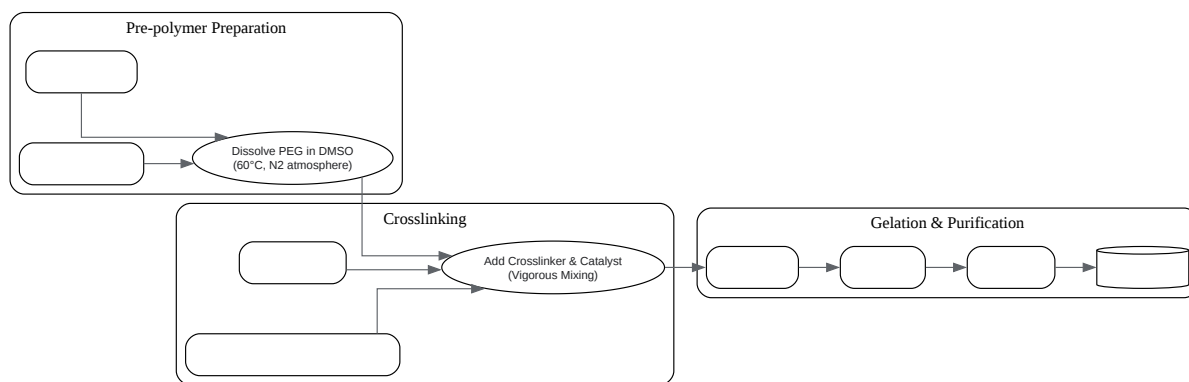 Pre-polymer Preparation
Dissolve PEG in DMSO
(60°C, N2 atmosphere)
Crosslinking
Add Crosslinker & Catalyst
(Vigorous Mixing)
Gelation & Purification